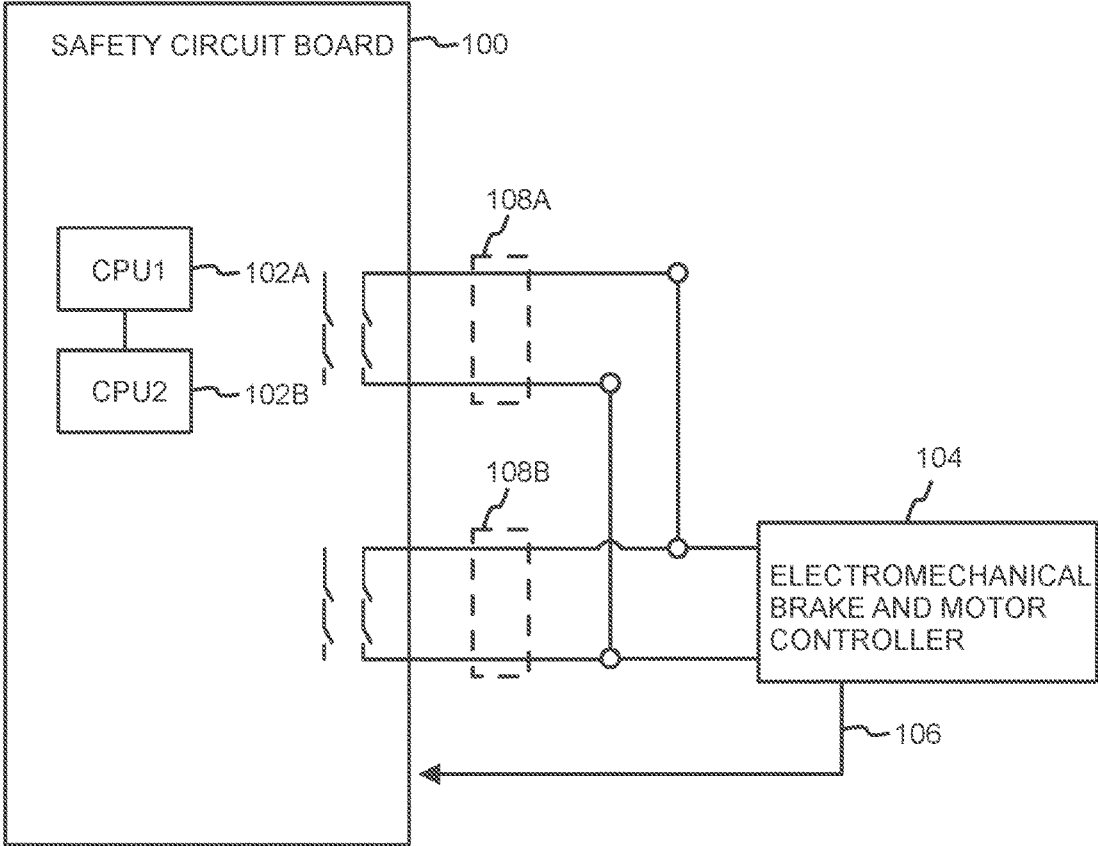 SAFETY CIRCUIT BOARD
100
108A
CPU1
102A
CPU2
102B
108B
104
ELECTROMECHANICAL
BRAKE AND MOTOR
CONTROLLER
106